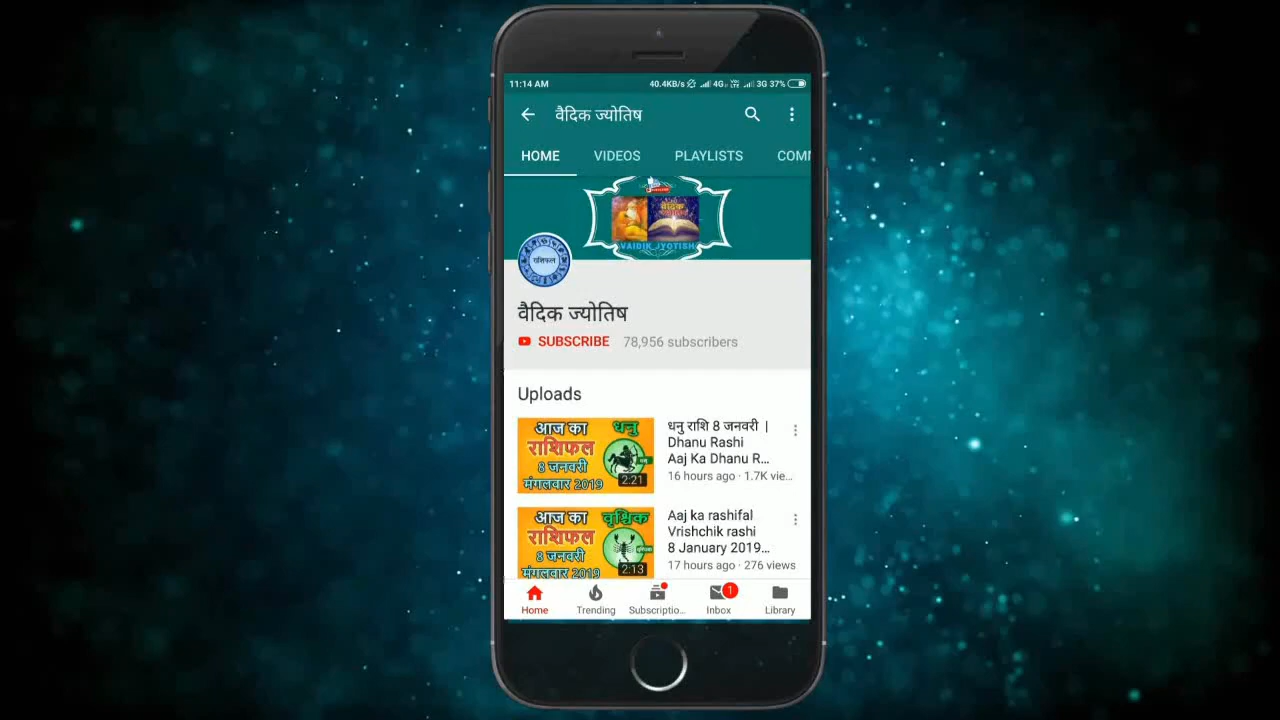 11:14 AM
40.4KB/s 4G 3G 37%
वैदिक ज्योतिष
HOME VIDEOS PLAYLISTS COM
वैदिक
VAIDIK JYOTISH
राशिफल
वैदिक ज्योतिष
SUBSCRIBE 78,956 subscribers
Uploads
आज का धनु
राशिफल
धनु
8 जनवरी
मंगलवार 2019
2:21
धनु राशि 8 जनवरी |
Dhanu Rashi
Aaj Ka Dhanu R...
16 hours ago · 1.7K vie...
आज का वृश्चिक
राशिफल
8 जनवरी
मंगलवार 2019
2:13
Aaj ka rashifal
Vrishchik rashi
8 January 2019...
17 hours ago · 276 views
1
Home Trending Subscriptio... Inbox Library